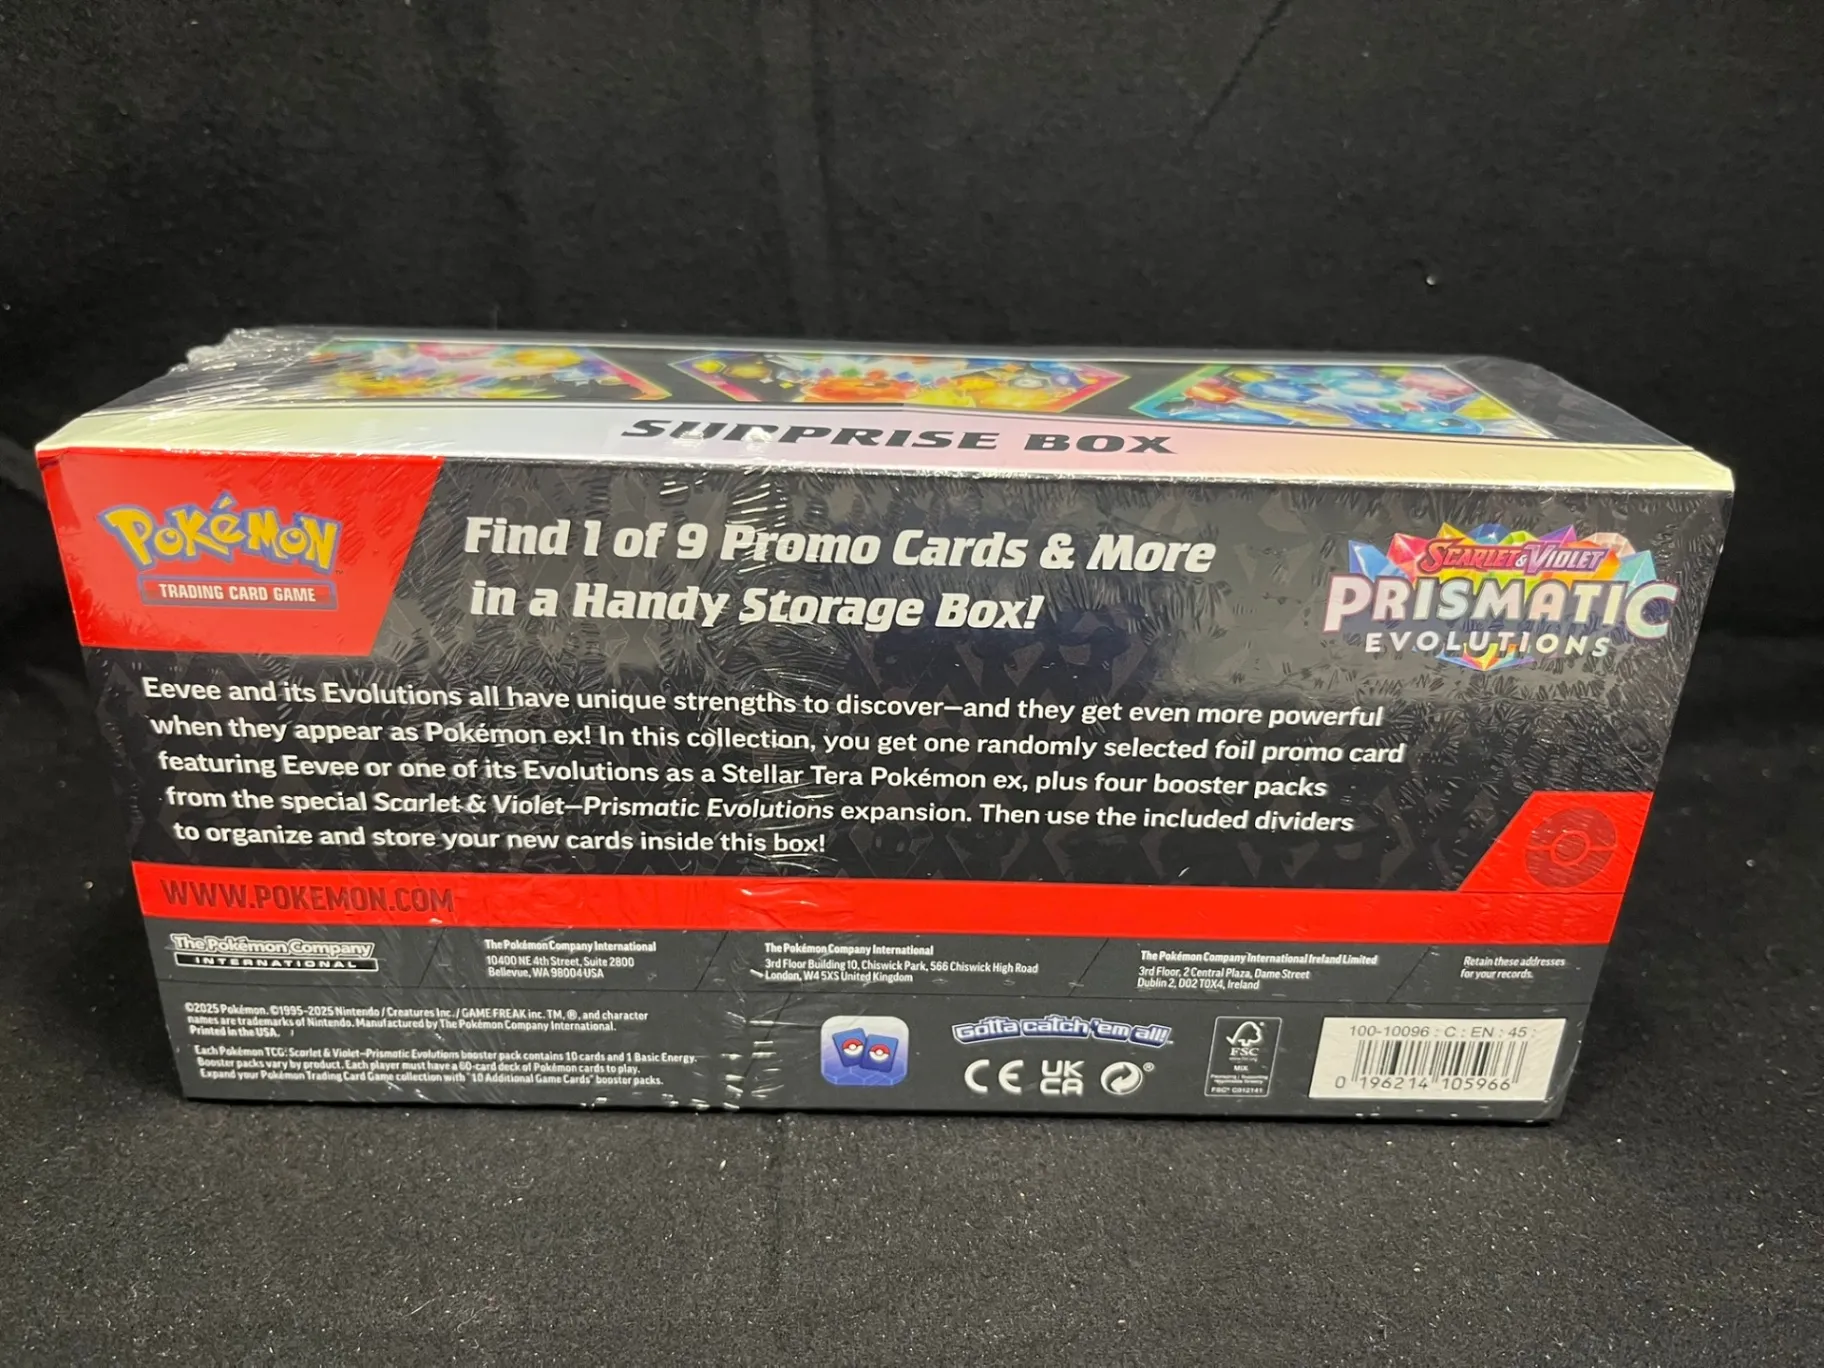 SURPRISE BOX
POKéMON
TRADING CARD GAME
Find 1 of 9 Promo Cards & More
in a Handy Storage Box!
SCARLET & VIOLET
PRISMATIC
EVOLUTIONS
Eevee and its Evolutions all have unique strengths to discover—and they get even more powerful
when they appear as Pokémon ex! In this collection, you get one randomly selected foil promo card
featuring Eevee or one of its Evolutions as a Stellar Tera Pokémon ex, plus four booster packs
from the special Scarlet & Violet—Prismatic Evolutions expansion. Then use the included dividers
to organize and store your new cards inside this box!
WWW.POKEMON.COM
The Pokémon Company
INTERNATIONAL
The Pokémon Company International
10400 NE 4th Street, Suite 2800
Bellevue, WA 98004 USA
The Pokémon Company International
3rd Floor Building 10, Chiswick Park, 566 Chiswick High Road
London, W4 5XS United Kingdom
The Pokémon Company International Ireland Limited
3rd Floor, 2 Central Plaza, Dame Street
Dublin 2, D02 T0X4, Ireland
Retain these addresses
for your records.
©2025 Pokémon. ©1995-2025 Nintendo / Creatures Inc. / GAME FREAK inc. TM, ®, and character
names are trademarks of Nintendo. Manufactured by The Pokémon Company International.
Printed in the USA.
Each Pokémon TCG: Scarlet & Violet—Prismatic Evolutions booster pack contains 10 cards and 1 Basic Energy.
Booster packs vary by product. Each player must have a 60-card deck of Pokémon cards to play.
Expand your Pokémon Trading Card Game collection with "10 Additional Game Cards" booster packs.
Gotta catch 'em all!
CE UK
CA
FSC
MIX
100-10096 : C : EN : 45 :
0 196214 105966